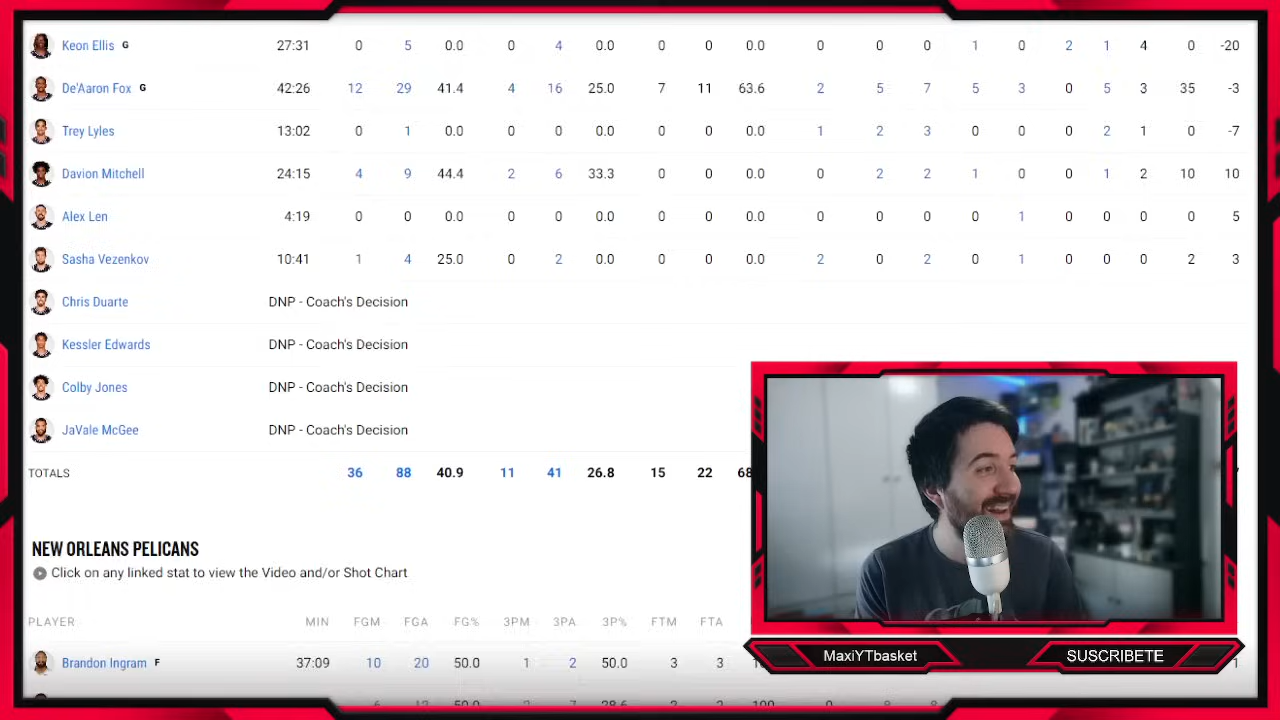 Keon Ellis G 27:31 0 5 0.0 0 4 0.0 0 0 0.0 0 0 0 1 0 2 1 4 0 -20
De'Aaron Fox G 42:26 12 29 41.4 4 16 25.0 7 11 63.6 2 5 7 5 3 0 5 3 35 -3
Trey Lyles 13:02 0 1 0.0 0 0 0.0 0 0 0.0 1 2 3 0 0 0 2 1 0 -7
Davion Mitchell 24:15 4 9 44.4 2 6 33.3 0 0 0.0 0 2 2 1 0 0 1 2 10 10
Alex Len 4:19 0 0 0.0 0 0 0.0 0 0 0.0 0 0 0 0 1 0 0 0 0 5
Sasha Vezenkov 10:41 1 4 25.0 0 2 0.0 0 0 0.0 2 0 2 0 1 0 0 0 2 3
Chris Duarte DNP - Coach's Decision
Kessler Edwards DNP - Coach's Decision
Colby Jones DNP - Coach's Decision
JaVale McGee DNP - Coach's Decision
TOTALS 36 88 40.9 11 41 26.8 15 22
NEW ORLEANS PELICANS
Click on any linked stat to view the Video and/or Shot Chart
PLAYER MIN FGM FGA FG% 3PM 3PA 3P% FTM FTA
Brandon Ingram F 37:09 10 20 50.0 1 2 50.0 3 3
MaxiYTbasket
SUSCRIBETE